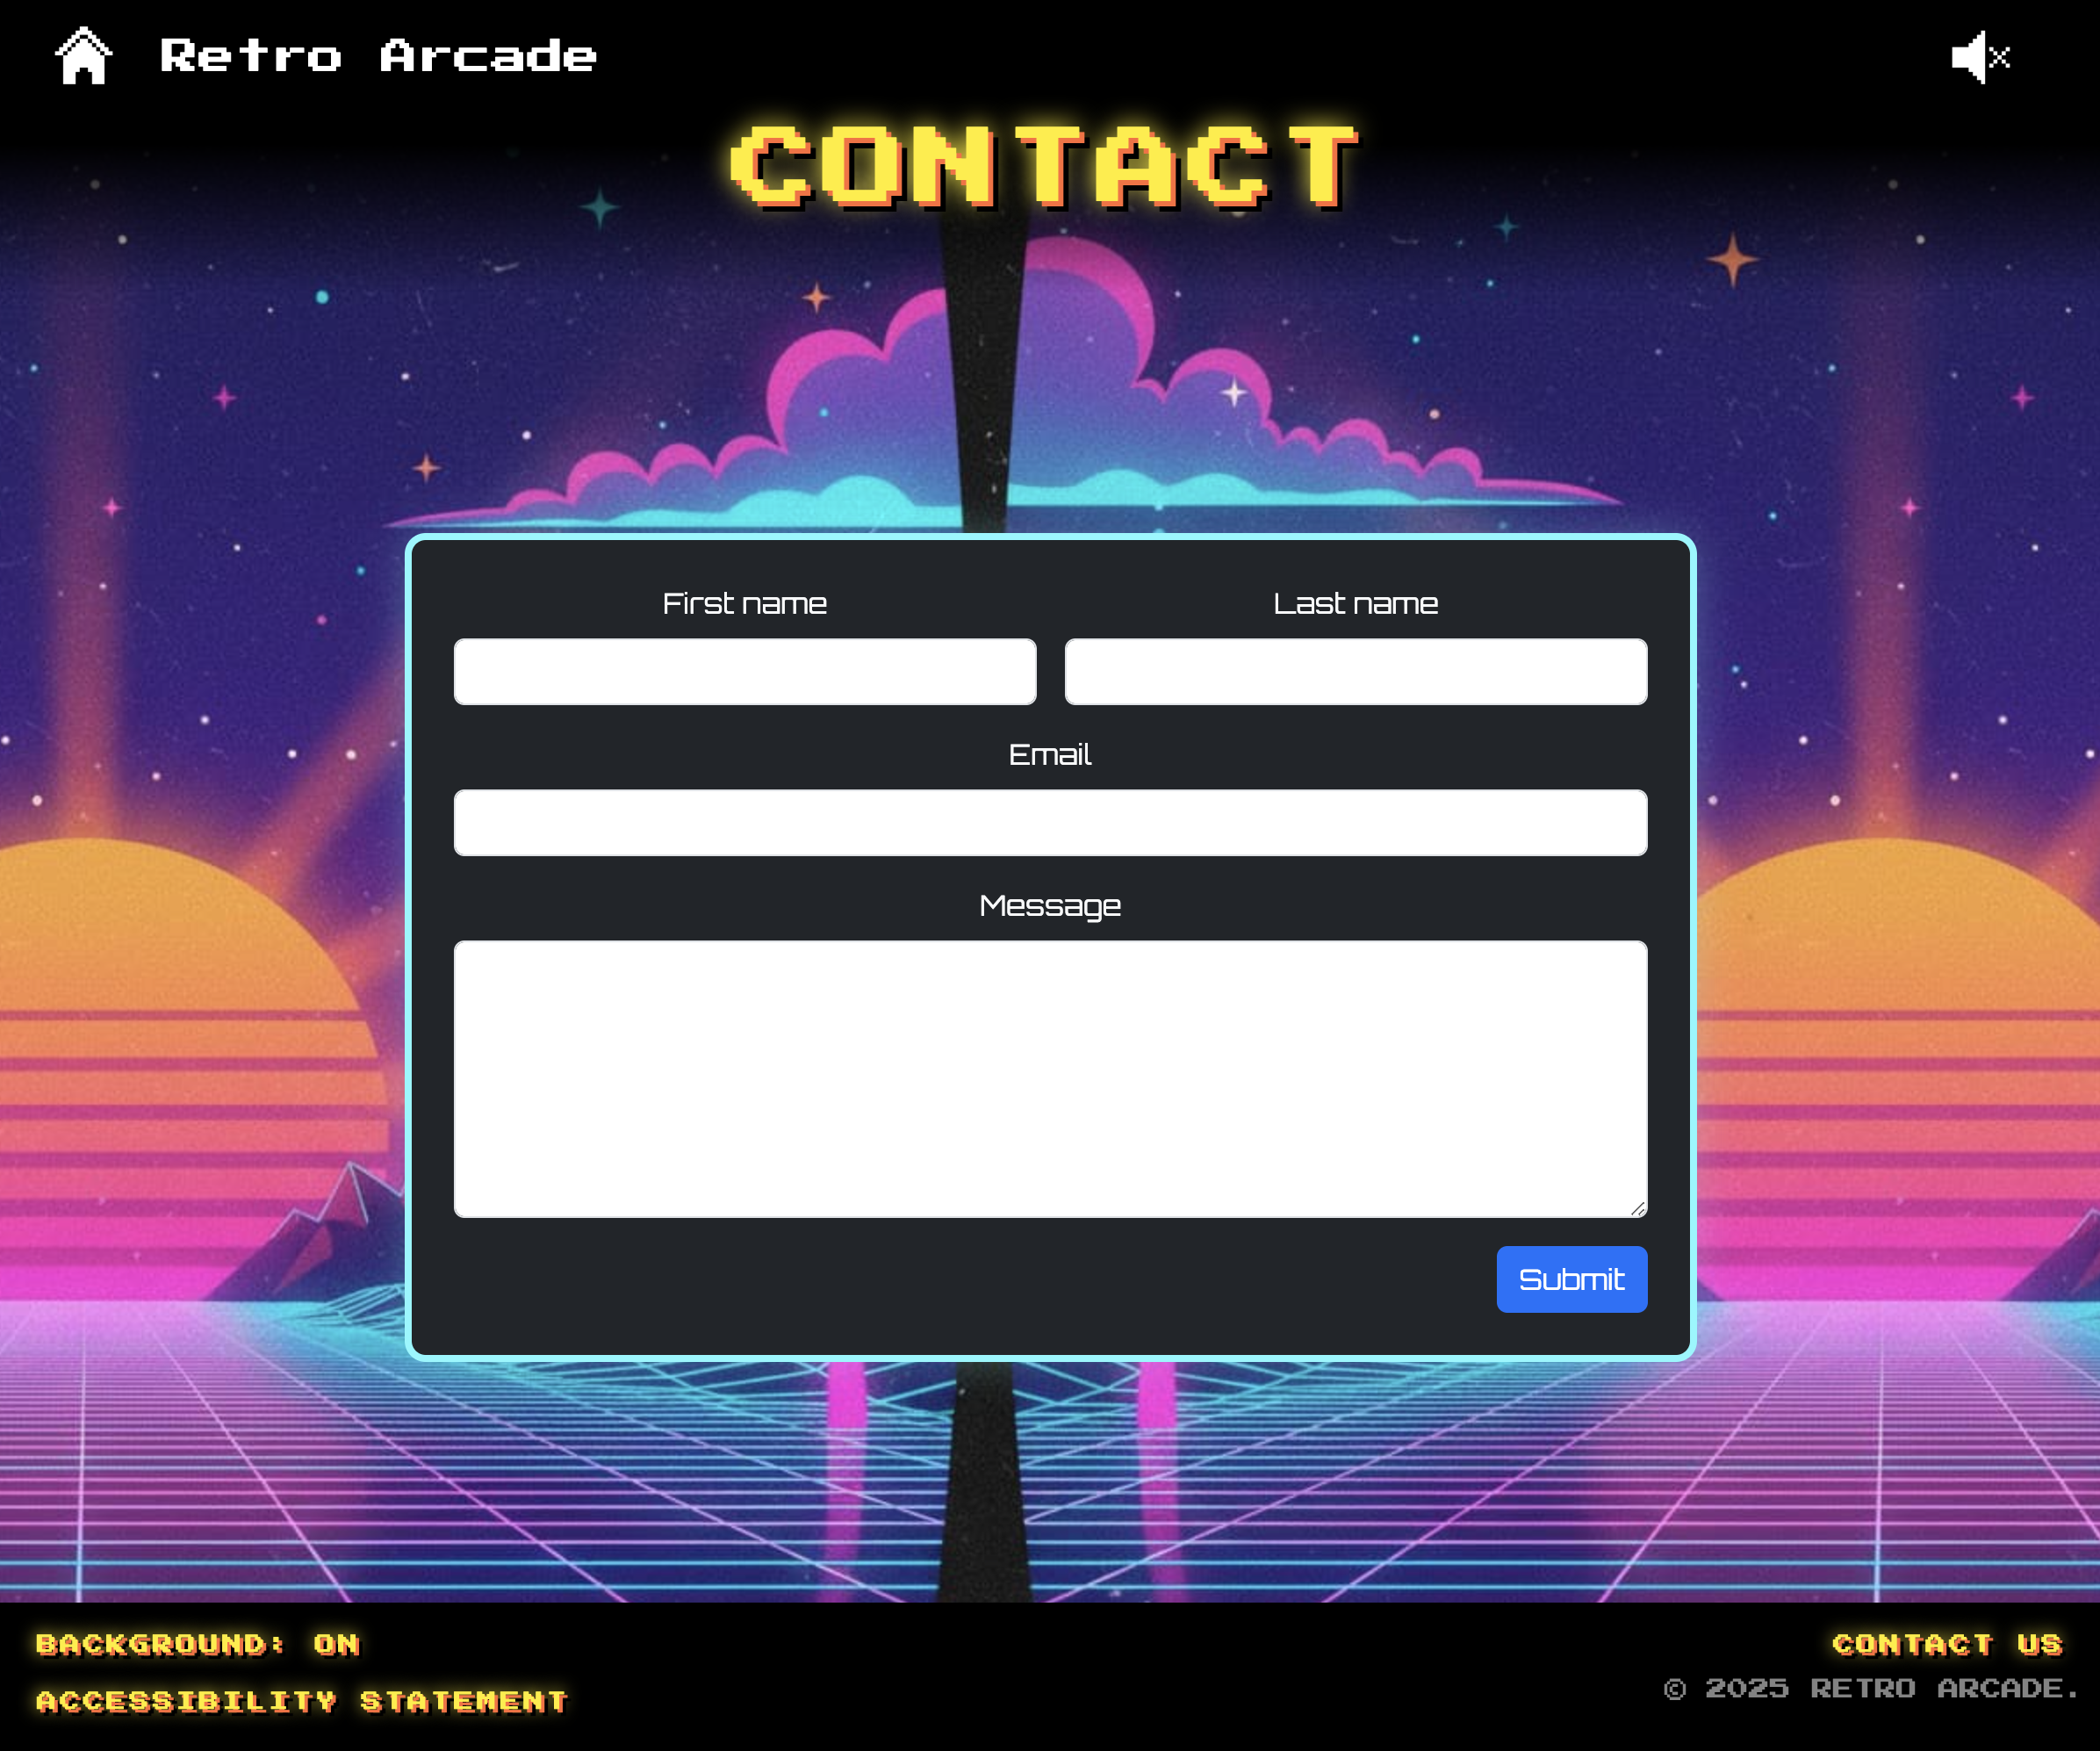 Retro Arcade
CONTACT
First name
Last name
Email
Message
Submit
BACKGROUND: ON
CONTACT US
ACCESSIBILITY STATEMENT
© 2025 RETRO ARCADE.